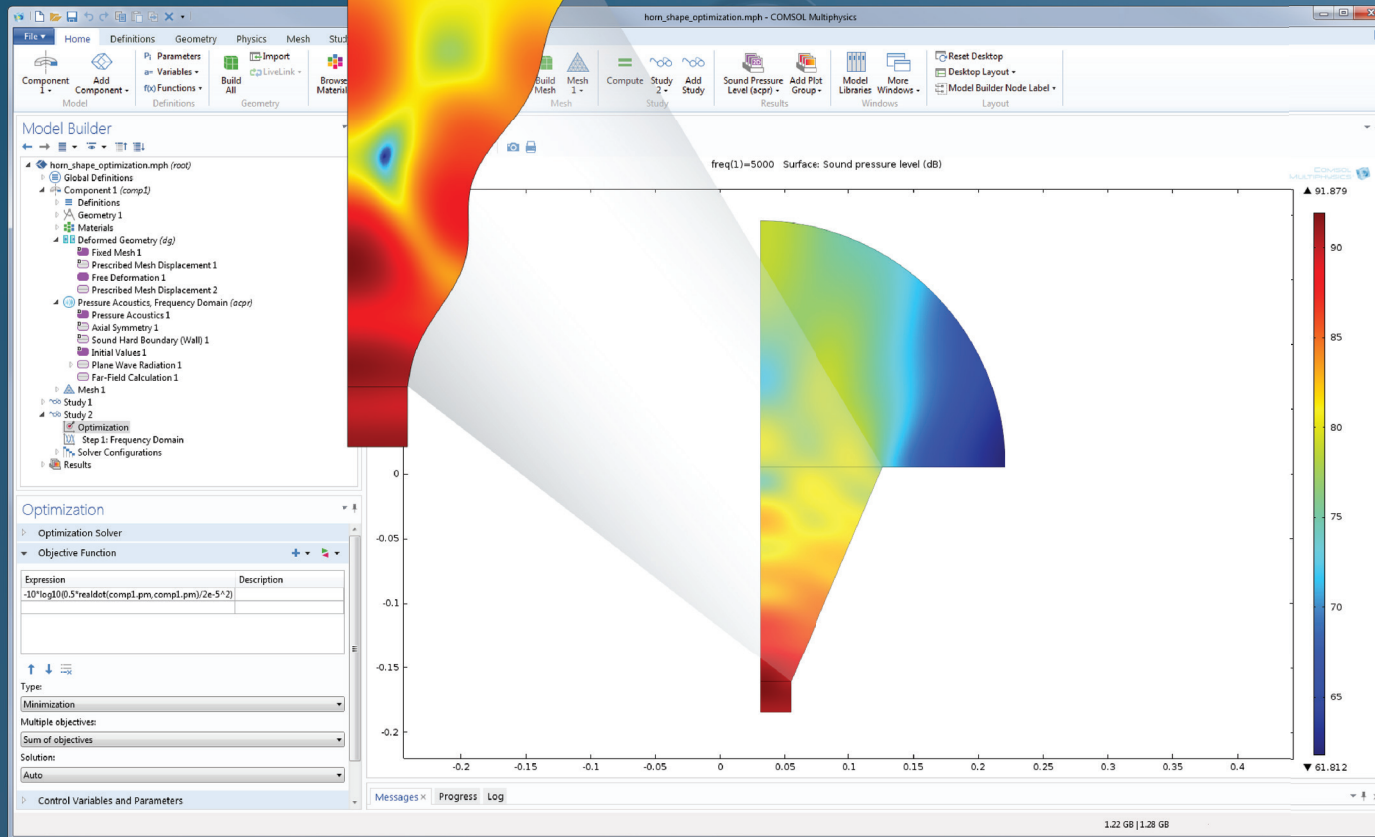 horn_shape_optimization.mph - COMSOL Multiphysics
File Home Definitions Geometry Physics Mesh
Component 1
Add Component
Model
Pi Parameters
a= Variables
f(x) Functions
Definitions
Build All
Import
LiveLink
Geometry
Build Mesh
Mesh 1
Mesh
Compute
Study 2
Add Study
Study
Sound Pressure Level (acpr)
Add Plot Group
Results
Model Libraries
More Windows
Windows
Reset Desktop
Desktop Layout
Model Builder Node Label
Layout
Model Builder
horn_shape_optimization.mph (root)
Global Definitions
Component 1 (comp1)
Definitions
Geometry 1
Materials
Deformed Geometry (dg)
Fixed Mesh 1
Prescribed Mesh Displacement 1
Free Deformation 1
Prescribed Mesh Displacement 2
Pressure Acoustics, Frequency Domain (acpr)
Pressure Acoustics 1
Axial Symmetry 1
Sound Hard Boundary (Wall) 1
Initial Values 1
Plane Wave Radiation 1
Far-Field Calculation 1
Mesh 1
Study 1
Study 2
Optimization
Step 1: Frequency Domain
Solver Configurations
Results
Optimization
Optimization Solver
Objective Function
Expression Description
-10*log10(0.5*realdot(comp1.pm,comp1.pm)/2e-5^2)
Type:
Minimization
Multiple objectives:
Sum of objectives
Solution:
Auto
Control Variables and Parameters
freq(1)=5000 Surface: Sound pressure level (dB)
COMSOL
MULTIPHYSICS
▲ 91.879
90
85
80
75
70
65
▼ 61.812
0
-0.05
-0.1
-0.15
-0.2
-0.2 -0.15 -0.1 -0.05 0 0.05 0.1 0.15 0.2 0.25 0.3 0.35 0.4
Messages × Progress Log
1.22 GB | 1.28 GB